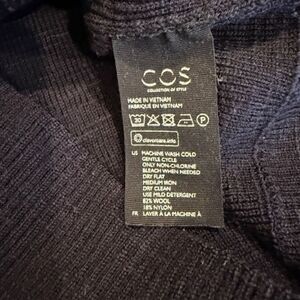 COS
COLLECTION OF STYLE
MADE IN VIETNAM
FABRIQUÉ EN VIETNAM
30 P
clevercare.info
US MACHINE WASH COLD
GENTLE CYCLE
ONLY NON-CHLORINE
BLEACH WHEN NEEDED
DRY FLAT
MEDIUM IRON
DRY CLEAN
USE MILD DETERGENT
82% WOOL
18% NYLON
FR LAVER À LA MACHINE À